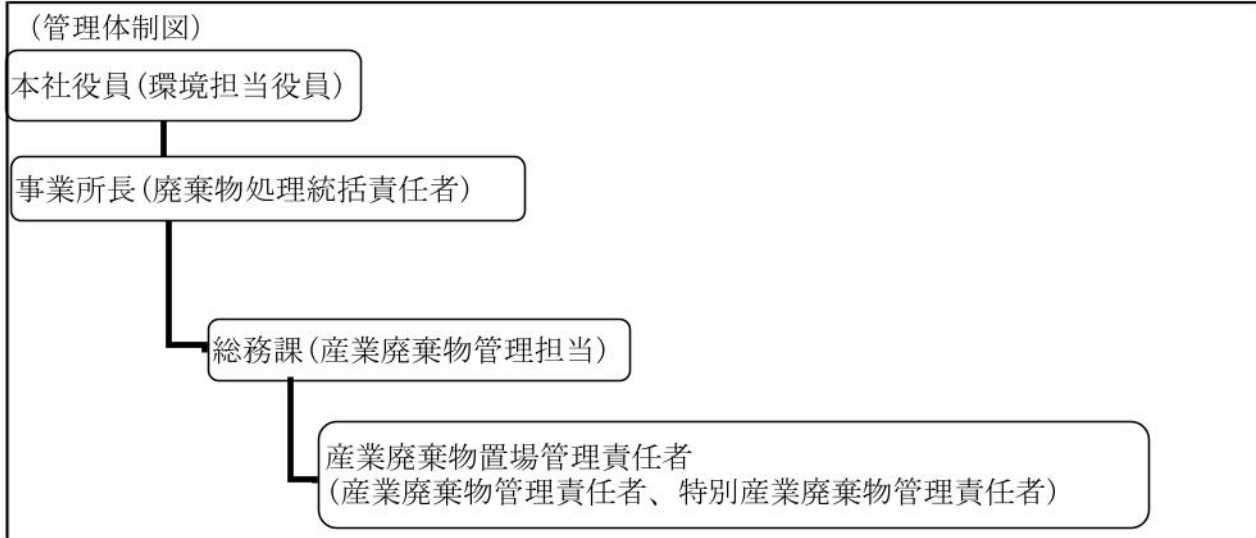 (管理体制図)
本社役員(環境担当役員)
事業所長(廃棄物処理統括責任者)
総務課(産業廃棄物管理担当)
産業廃棄物置場管理責任者
(産業廃棄物管理責任者、特別産業廃棄物管理責任者)